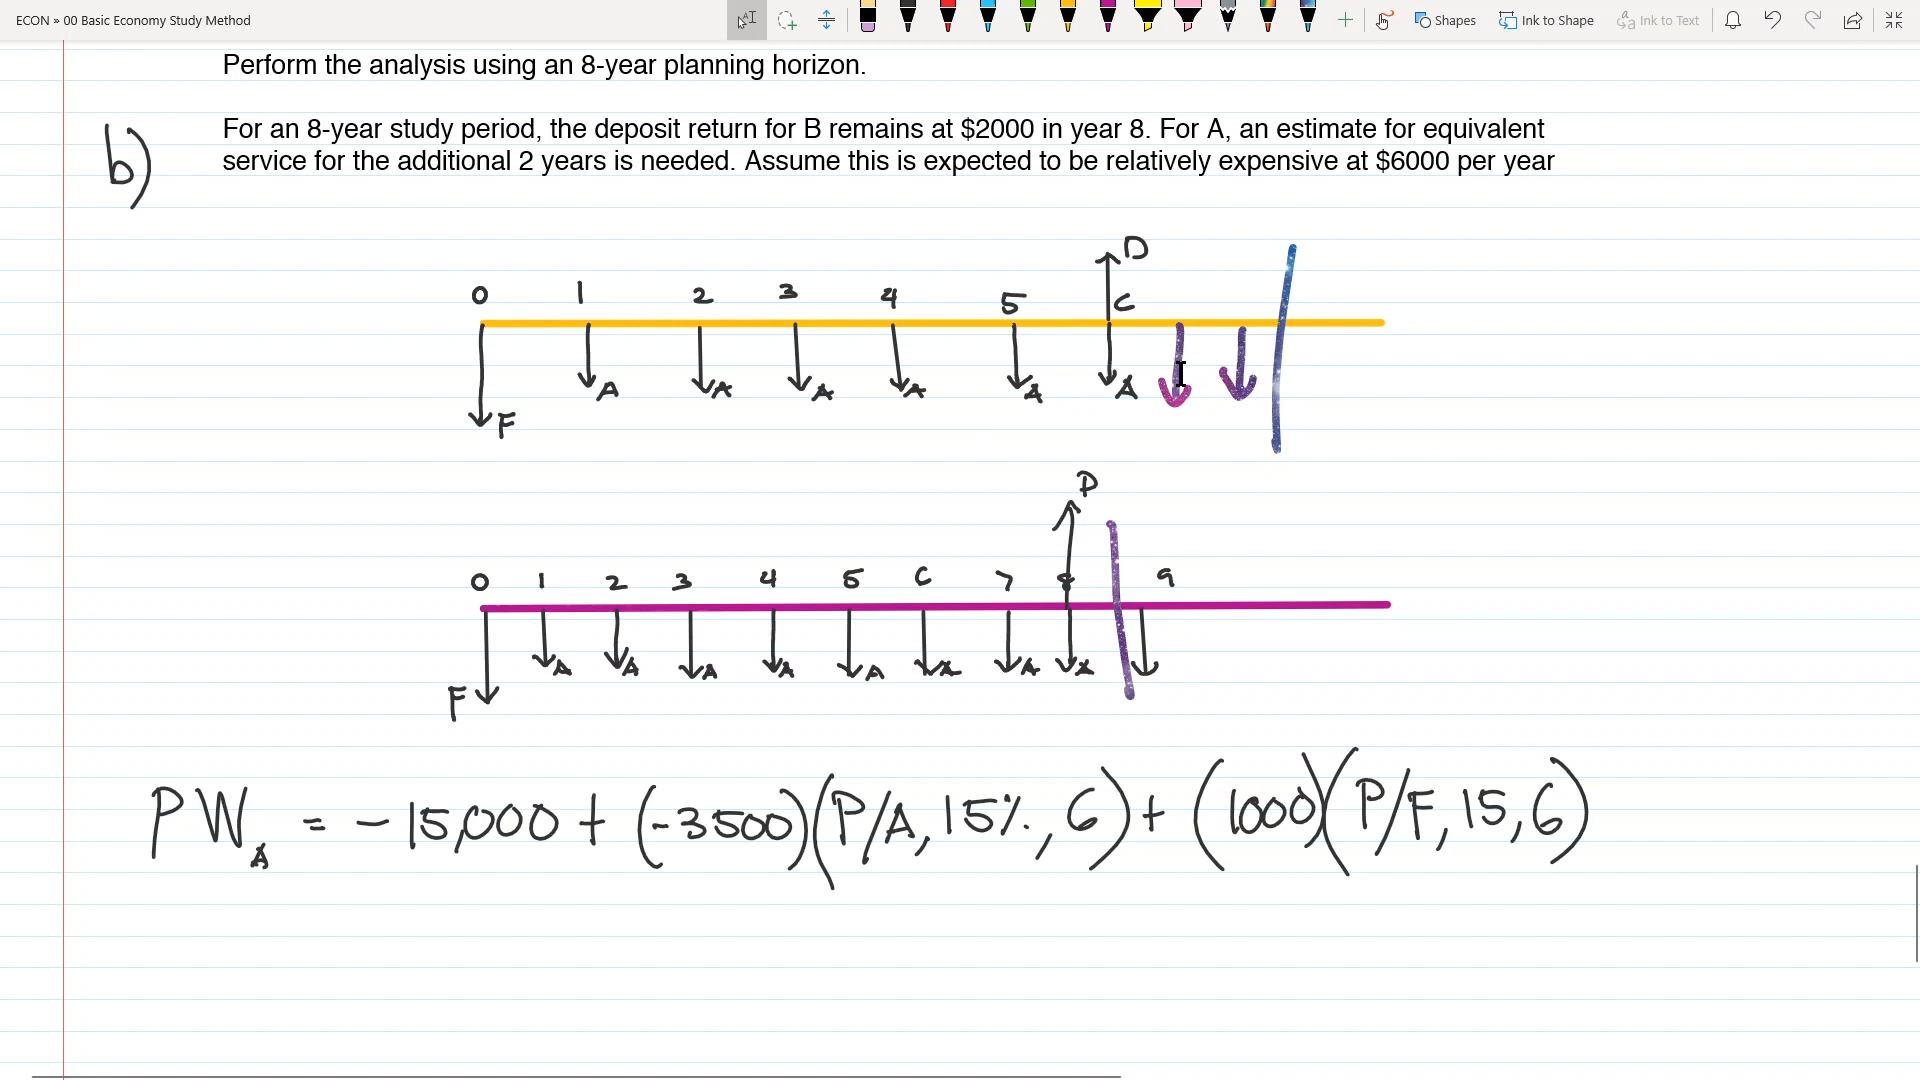 ECON » 00 Basic Economy Study Method
Shapes Ink to Shape Ink to Text
Perform the analysis using an 8-year planning horizon.
b)
For an 8-year study period, the deposit return for B remains at $2000 in year 8. For A, an estimate for equivalent
service for the additional 2 years is needed. Assume this is expected to be relatively expensive at $6000 per year
D
0 1 2 3 4 5 6
A A A A A A
F
D
0 1 2 3 4 5 6 7 8 9
A A A A A A A A
F
PW_A = - 15,000 + (-3500)(P/A, 15%, 6) + (1000)(P/F, 15, 6)